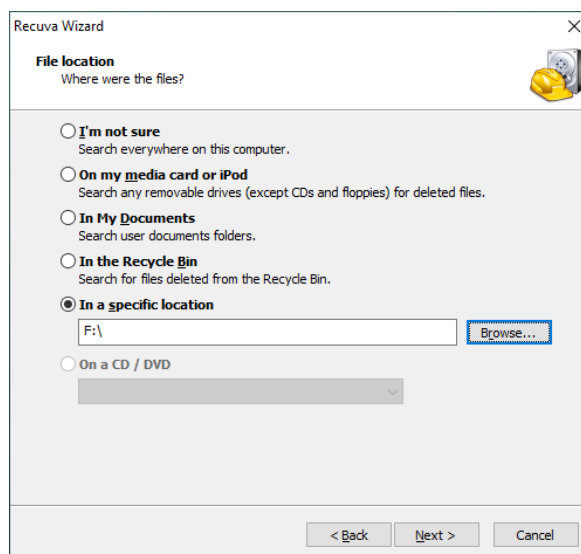 Recuva Wizard
File location
Where were the files?
I'm not sure
Search everywhere on this computer.
On my media card or iPod
Search any removable drives (except CDs and floppies) for deleted files.
In My Documents
Search user documents folders.
In the Recycle Bin
Search for files deleted from the Recycle Bin.
In a specific location
F:\
Browse...
On a CD / DVD
< Back
Next >
Cancel